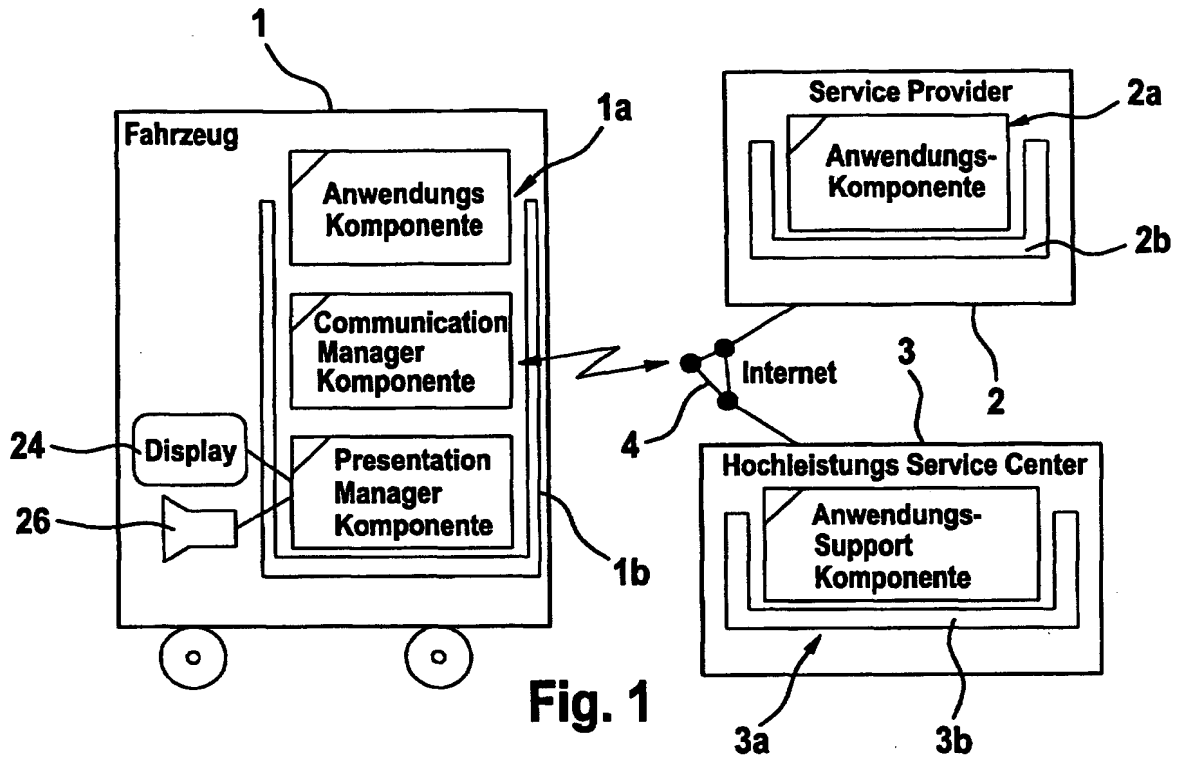 1
Fahrzeug
1a
Anwendungs
Komponente
Communication
Manager
Komponente
24
Display
Presentation
Manager
Komponente
26
1b
Service Provider
2a
Anwendungs-
Komponente
2b
Internet
4
2
3
Hochleistungs Service Center
Anwendungs-
Support
Komponente
3a
3b
Fig. 1